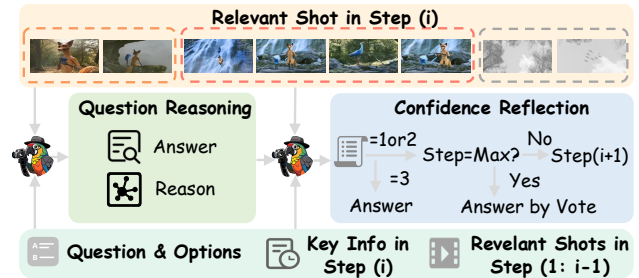 Relevant Shot in Step (i)
Question Reasoning
Answer
Reason
Confidence Reflection
=1or2
Step=Max?
No
Step(i+1)
=3
Yes
Answer
Answer by Vote
A
B
Question & Options
Key Info in
Step (i)
Revelant Shots in
Step (1: i-1)